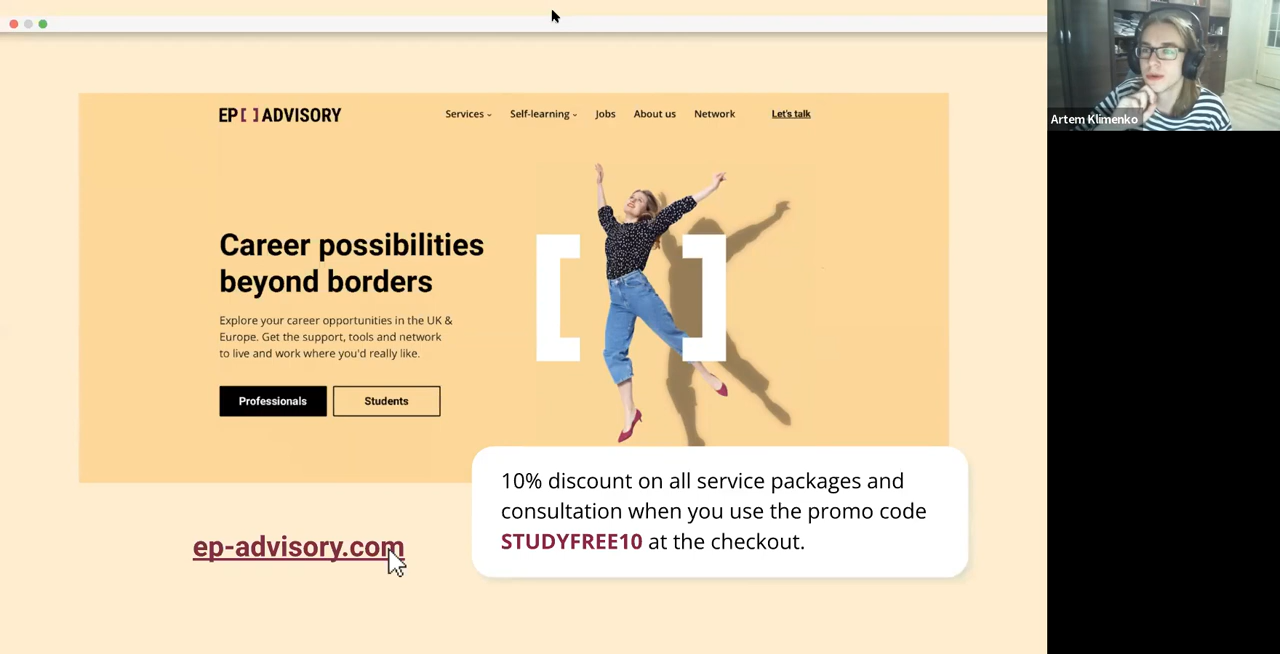 EP[ ]ADVISORY
Services
Self-learning
Jobs
About us
Network
Let's talk
Career possibilities
beyond borders
Explore your career opportunities in the UK &
Europe. Get the support, tools and network
to live and work where you'd really like.
Professionals
Students
[ ]
10% discount on all service packages and
consultation when you use the promo code
STUDYFREE10 at the checkout.
ep-advisory.com
Artem Klimenko